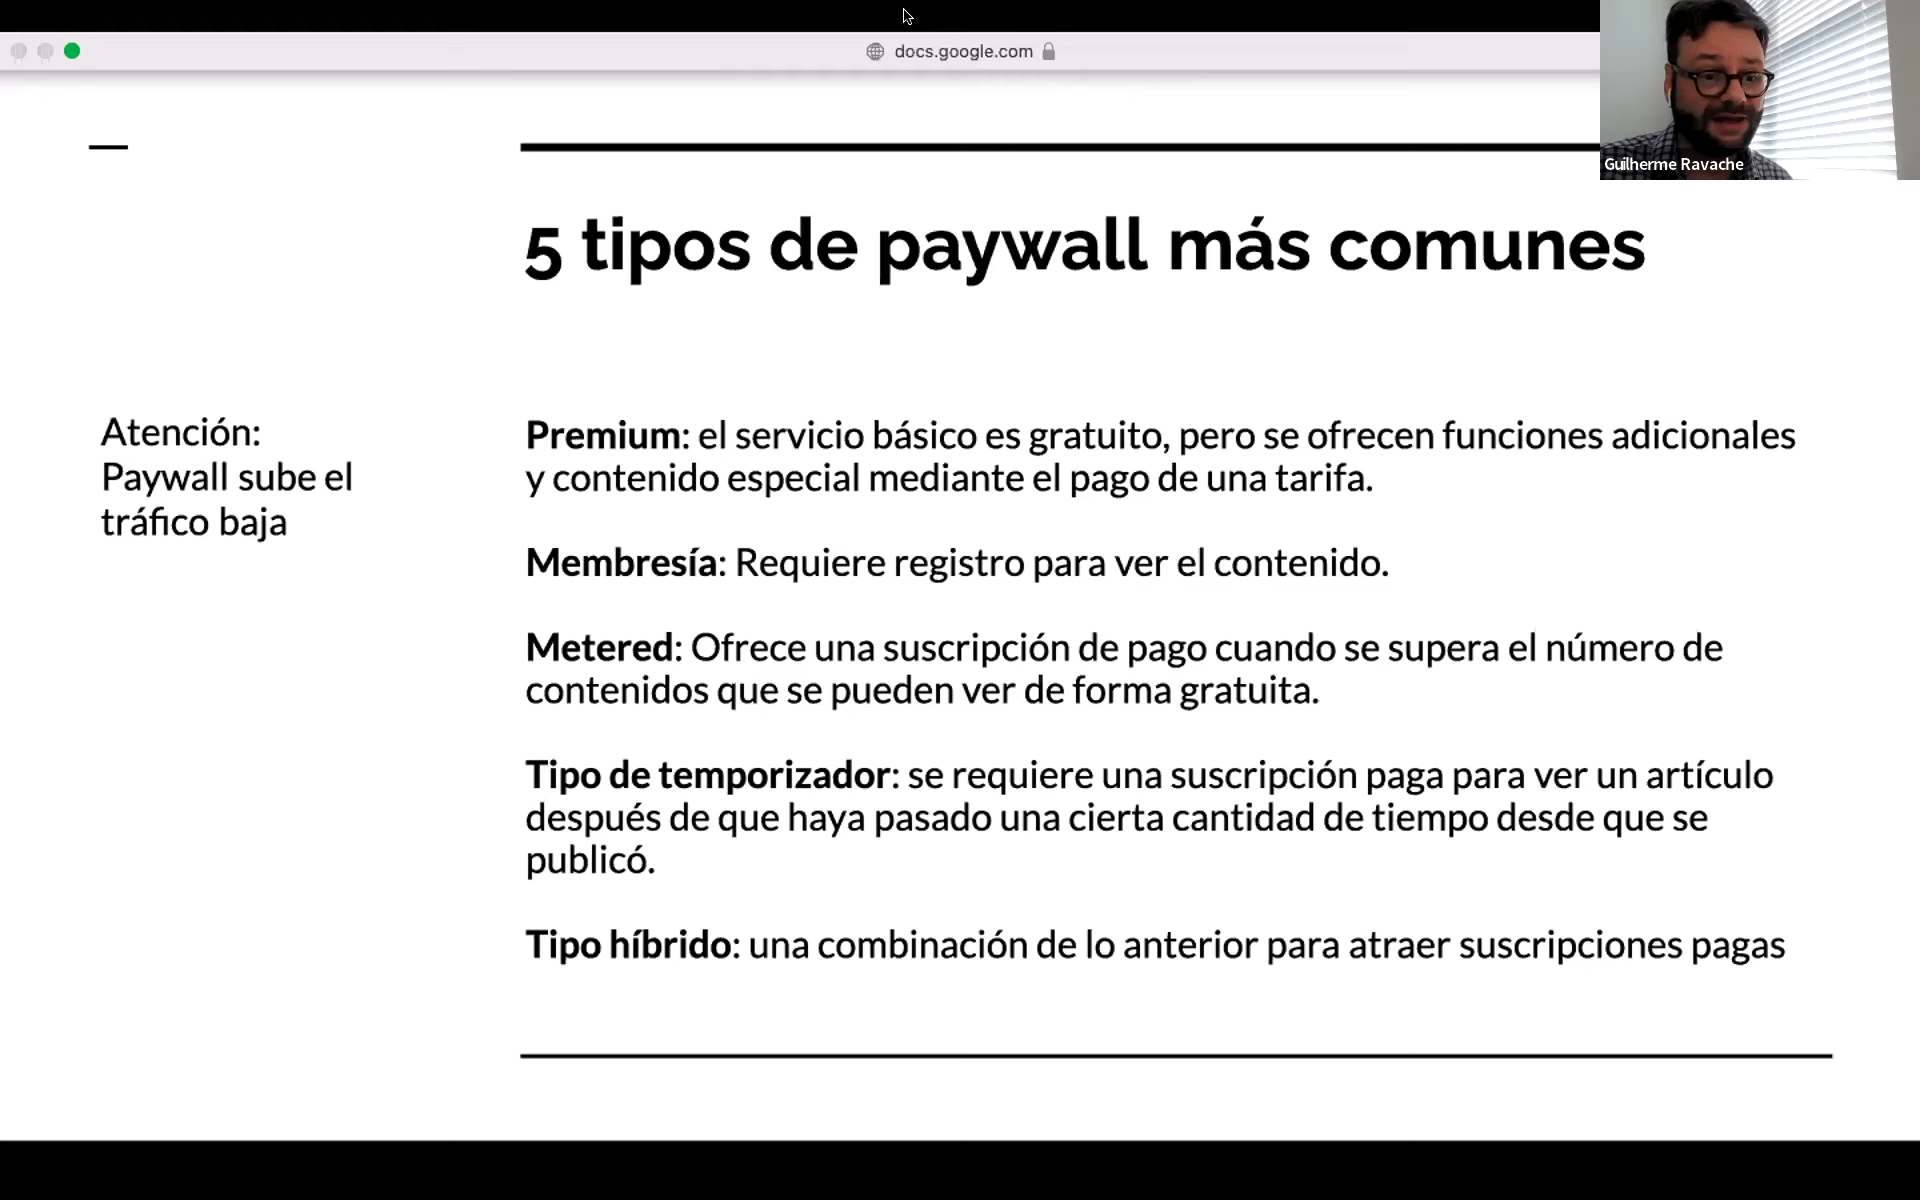 docs.google.com
Guilherme Ravache
5 tipos de paywall más comunes
Atención:
Paywall sube el
tráfico baja
Premium: el servicio básico es gratuito, pero se ofrecen funciones adicionales
y contenido especial mediante el pago de una tarifa.
Membresía: Requiere registro para ver el contenido.
Metered: Ofrece una suscripción de pago cuando se supera el número de
contenidos que se pueden ver de forma gratuita.
Tipo de temporizador: se requiere una suscripción paga para ver un artículo
después de que haya pasado una cierta cantidad de tiempo desde que se
publicó.
Tipo híbrido: una combinación de lo anterior para atraer suscripciones pagas